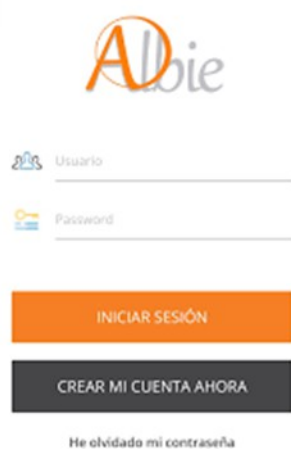 Albie
Usuario
Password
INICIAR SESIÓN
CREAR MI CUENTA AHORA
He olvidado mi contraseña